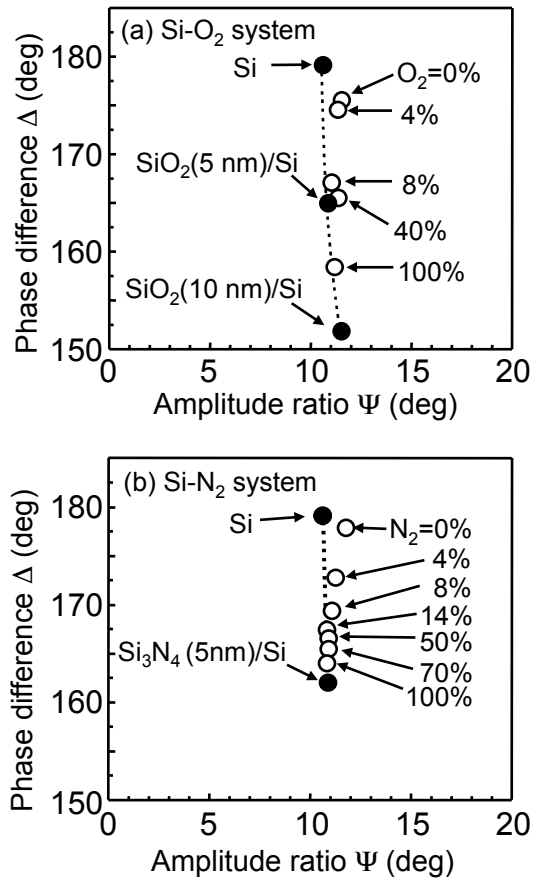 (a) Si-O₂ system
180
Si
O₂=0%
4%
170
SiO₂(5 nm)/Si
8%
40%
160
100%
SiO₂(10 nm)/Si
150
0 5 10 15 20
Phase difference Δ (deg)
Amplitude ratio Ψ (deg)
(b) Si-N₂ system
180
Si
N₂=0%
4%
170
8%
14%
50%
Si₃N₄ (5nm)/Si
70%
160
100%
150
0 5 10 15 20
Phase difference Δ (deg)
Amplitude ratio Ψ (deg)